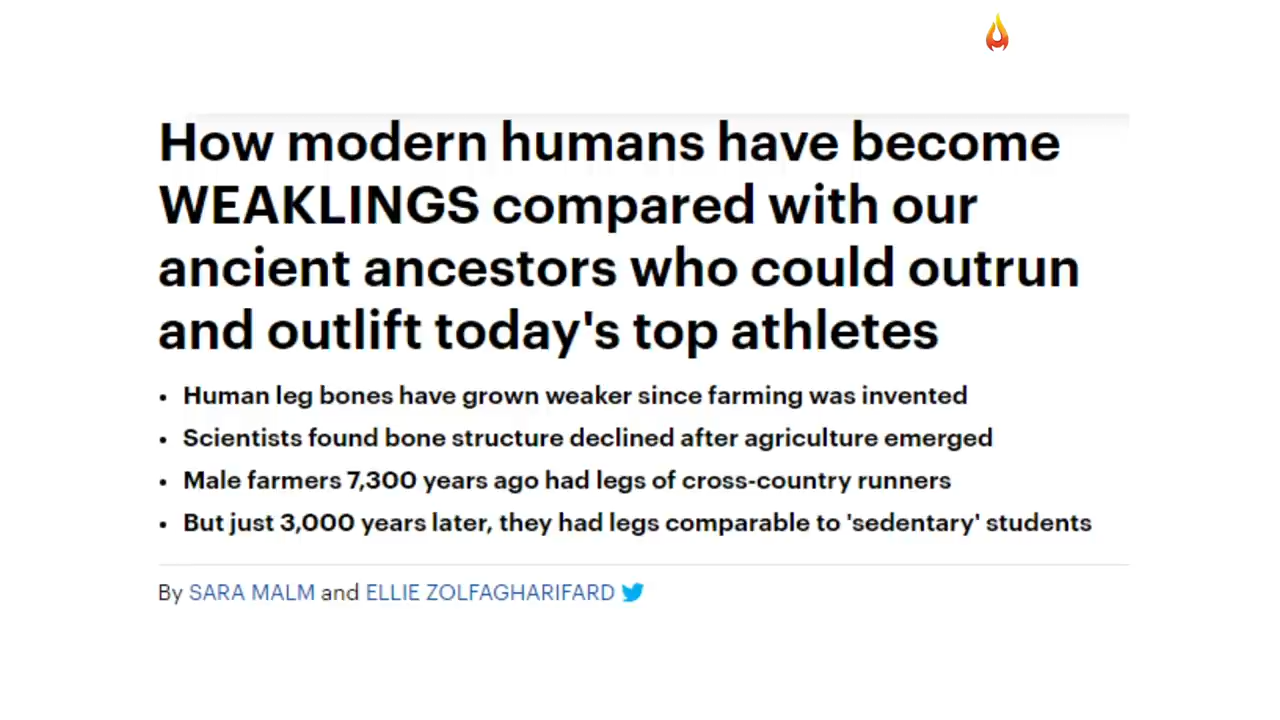 How modern humans have become
WEAKLINGS compared with our
ancient ancestors who could outrun
and outlift today's top athletes
• Human leg bones have grown weaker since farming was invented
• Scientists found bone structure declined after agriculture emerged
• Male farmers 7,300 years ago had legs of cross-country runners
• But just 3,000 years later, they had legs comparable to 'sedentary' students
By SARA MALM and ELLIE ZOLFAGHARIFARD